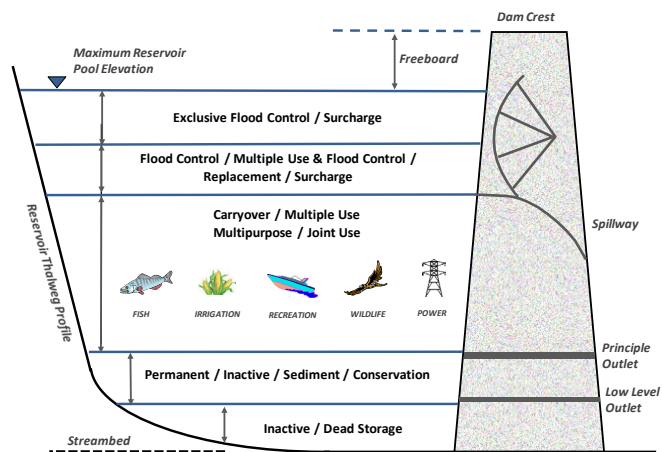 Dam Crest
Maximum Reservoir
Pool Elevation
Freeboard
Exclusive Flood Control / Surcharge
Flood Control / Multiple Use & Flood Control /
Replacement / Surcharge
Carryover / Multiple Use
Multipurpose / Joint Use
Reservoir Thalweg Profile
Spillway
FISH
IRRIGATION
RECREATION
WILDLIFE
POWER
Principle
Outlet
Permanent / Inactive / Sediment / Conservation
Low Level
Outlet
Inactive / Dead Storage
Streambed